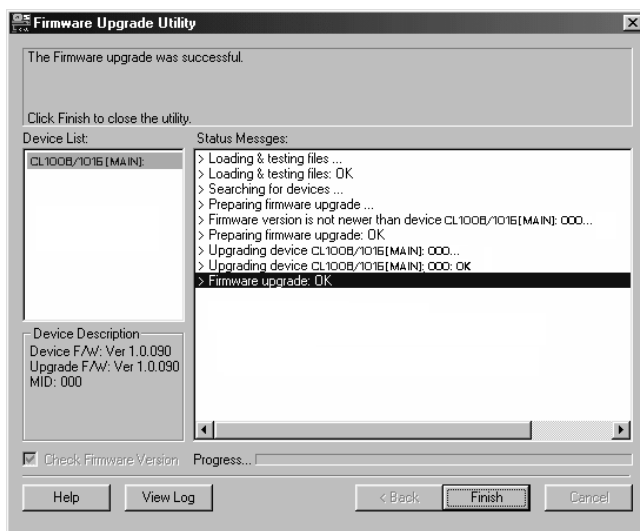 Firmware Upgrade Utility
The Firmware upgrade was successful.
Click Finish to close the utility.
Device List:
Status Messges:
CL1008/1016 [MAIN]:
> Loading & testing files ...
> Loading & testing files: OK
> Searching for devices ...
> Preparing firmware upgrade ...
> Firmware version is not newer than device CL1008/1016[MAIN]: 000...
> Preparing firmware upgrade: OK
> Upgrading device CL1008/1016[MAIN]: 000...
> Upgrading device CL1008/1016[MAIN]: 000: OK
> Firmware upgrade: OK
Device Description
Device F/W: Ver 1.0.090
Upgrade F/W: Ver 1.0.090
MID: 000
Check Firmware Version
Progress...
Help
View Log
< Back
Finish
Cancel